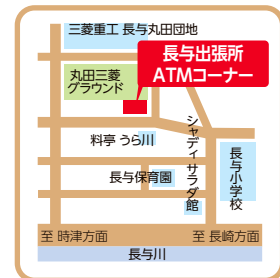 三菱重工 長与丸田団地
長与出張所
ATMコーナー
丸田三菱
グラウンド
料亭 うら川
シャディ サラダ館
長与小学校
長与保育園
至 時津方面
至 長崎方面
長与川